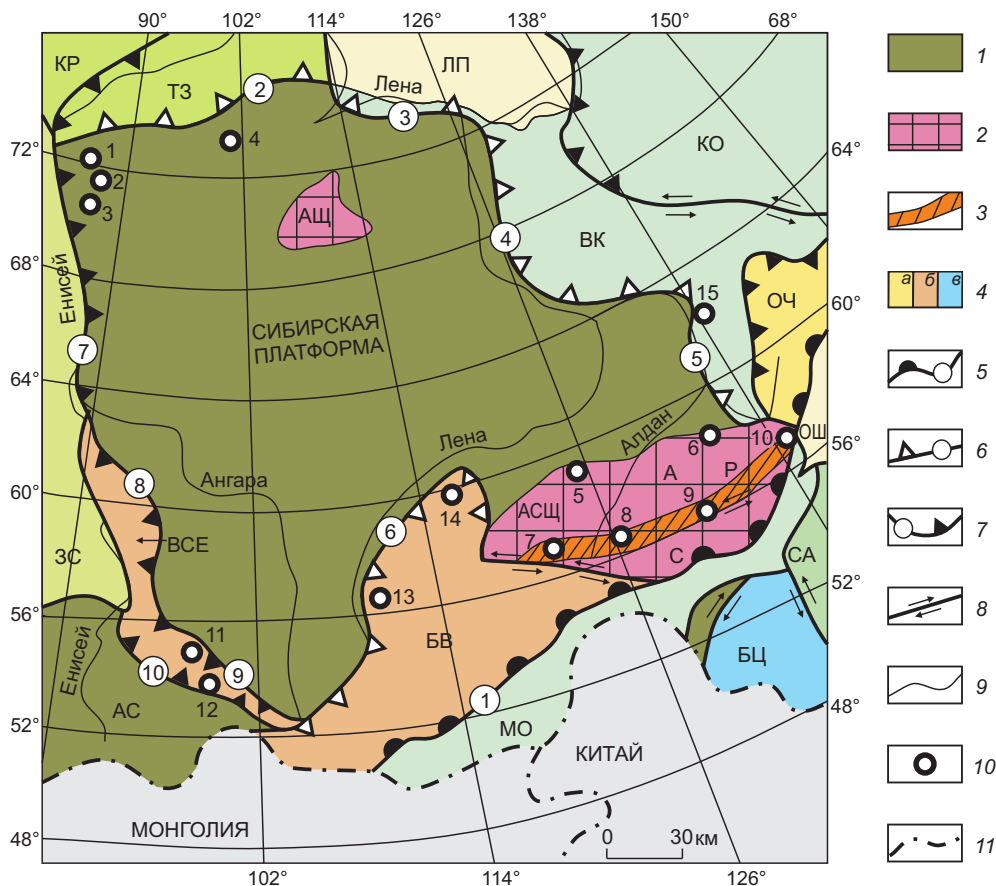 90° 102° 114° 126° 138° 150° 68°
КР
ТЗ
2
Лена
ЛП
3
КО
1
2
3
4
72°
64°
АЩ
4
ВК
68°
Енисей
СИБИРСКАЯ
ПЛАТФОРМА
15
ОЧ
60°
7
5
64°
Лена
Алдан
ОШ
56°
10
6
А
Р
5
АСЩ
9
8
7
С
8
Ангара
60°
14
6
ВСЕ
ЗС
СА
52°
13
56°
БВ
БЦ
Енисей
11
10
9
12
АС
1
МО
48°
52°
КИТАЙ
МОНГОЛИЯ
0 30 км
48°
102° 114° 126°
1
2
3
а б в
4
5
6
7
8
9
10
11